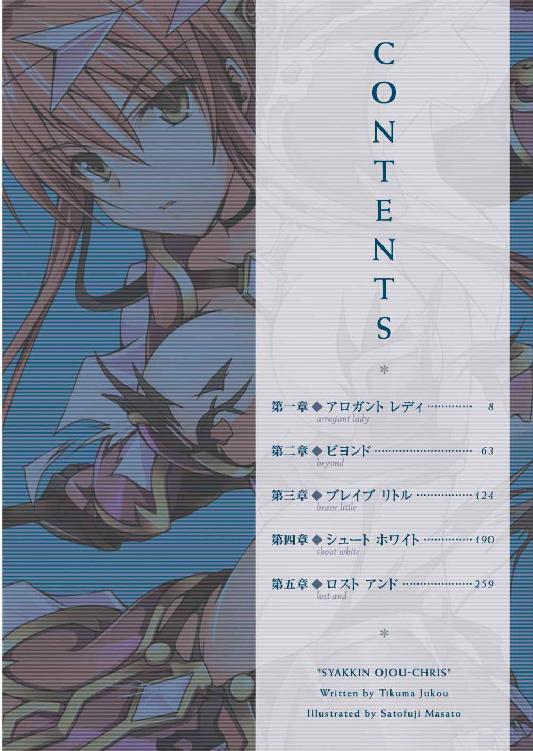 CONTENTS
*
第一章◆アロガント レディ…………… 8
arrogant lady
第二章◆ビヨンド…………………… 63
beyond
第三章◆ブレイブ リトル……………124
brave little
第四章◆シュート ホワイト…………190
shoot white
第五章◆ロスト アンド………………259
lost and
*
"SYAKKIN OJOU-CHRIS"
Written by Tikuma Jukou
Illustrated by Satofuji Masato